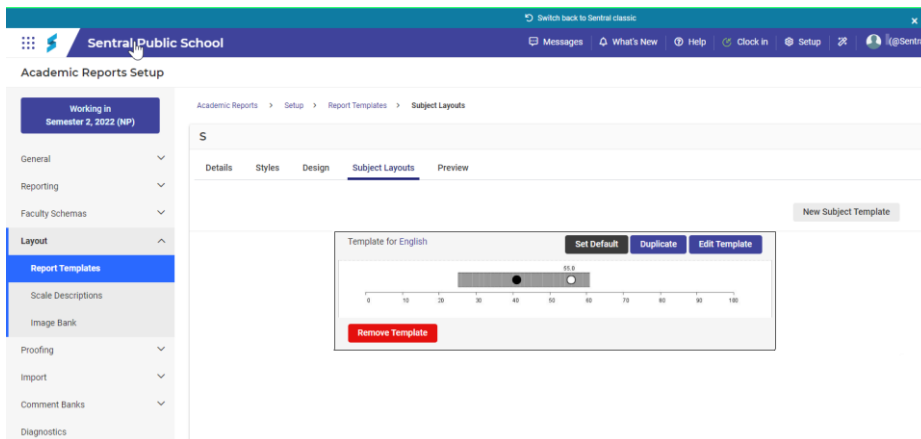 Switch back to Sentral classic
Sentral Public School
Messages
What's New
Help
Clock in
Setup
(@Sentr
Academic Reports Setup
Working in
Semester 2, 2022 (NP)
Academic Reports > Setup > Report Templates > Subject Layouts
S
General
Reporting
Faculty Schemas
Layout
Report Templates
Scale Descriptions
Image Bank
Proofing
Import
Comment Banks
Diagnostics
Details Styles Design Subject Layouts Preview
New Subject Template
Template for English
Set Default
Duplicate
Edit Template
55.0
0 10 20 30 40 50 60 70 80 90 100
Remove Template